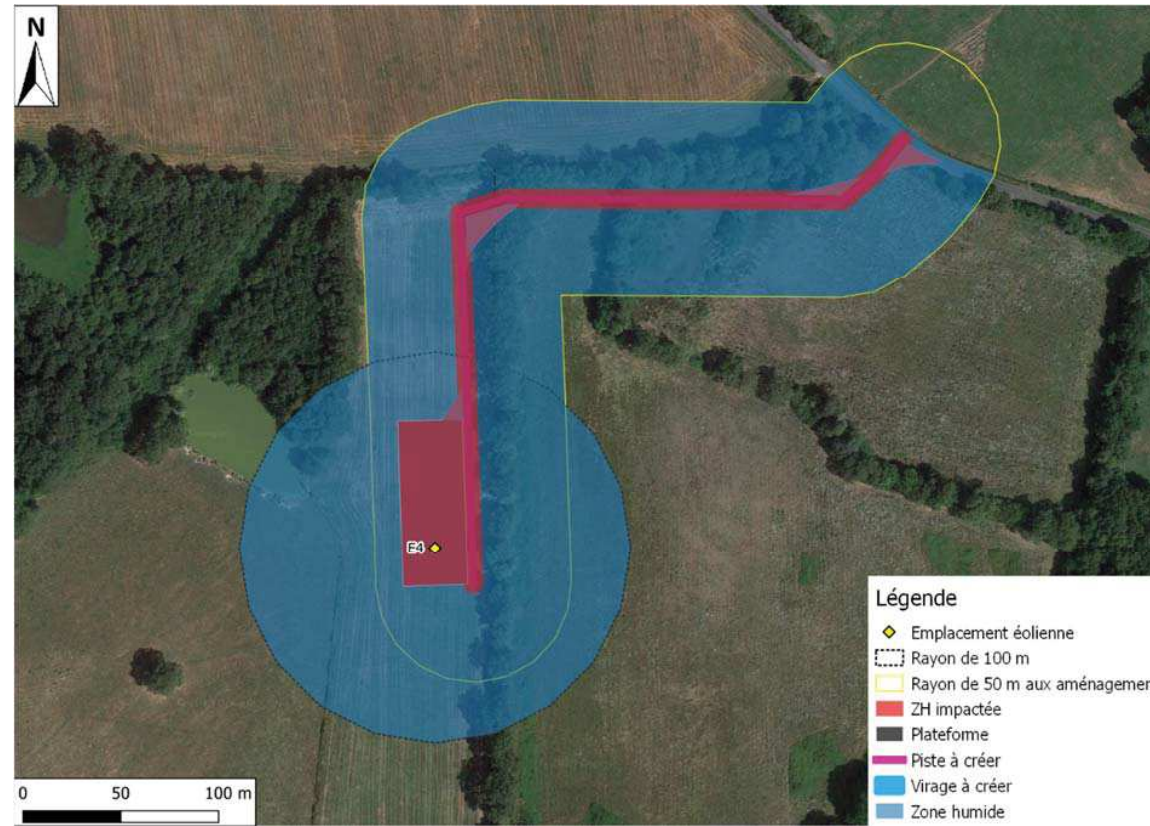 N
E4
Légende
Emplacement éolienne
Rayon de 100 m
Rayon de 50 m aux aménagemen
ZH impactée
Plateforme
Piste à créer
Virage à créer
Zone humide
0 50 100 m